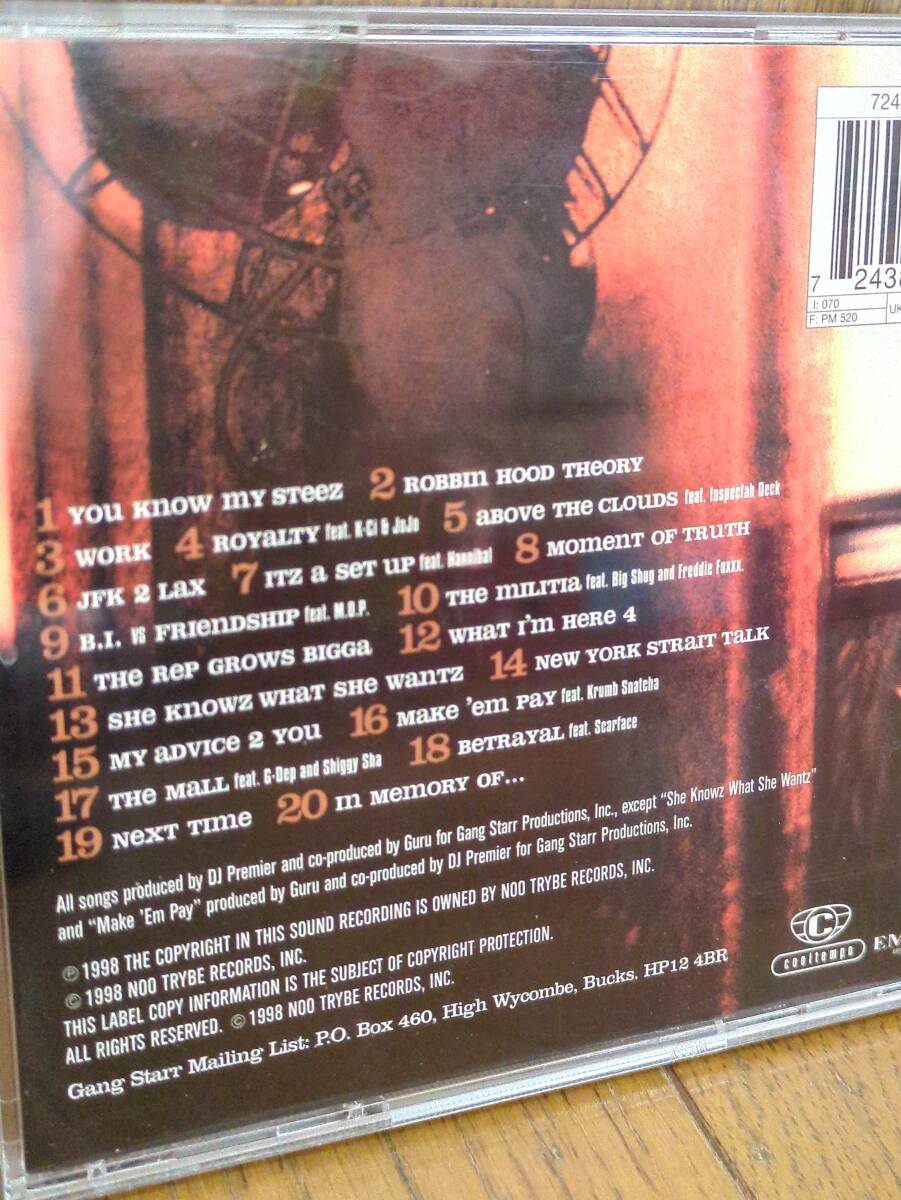 724
7 2438
I: 070
F: PM 520
UK
1 YOU KNOW MY STEEZ 2 ROBBIN HOOD THEORY
3 WORK 4 ROYALTY feat. K-Ci & JoJo 5 ABOVE THE CLOUDS feat. Inspectah Deck
6 JFK 2 LAX 7 ITZ A SET UP feat. Hannibal 8 MOMENT OF TRUTH
9 B.I. VS FRIENDSHIP feat. M.O.P. 10 THE MILITIA feat. Big Shug and Freddie Foxxx.
11 THE REP GROWS BIGGA 12 WHAT I'M HERE 4
13 SHE KNOWZ WHAT SHE WANTZ 14 NEW YORK STRAIT TALK
15 MY ADVICE 2 YOU 16 MAKE 'EM PAY feat. Krumb Snatcha
17 THE MALL feat. G-Dep and Shiggy Sha 18 BETRAYAL feat. Scarface
19 NEXT TIME 20 IN MEMORY OF...
All songs produced by DJ Premier and co-produced by Guru for Gang Starr Productions, Inc., except "She Knowz What She Wantz"
and "Make 'Em Pay" produced by Guru and co-produced by DJ Premier for Gang Starr Productions, Inc.
℗ 1998 THE COPYRIGHT IN THIS SOUND RECORDING IS OWNED BY NOO TRYBE RECORDS, INC.
© 1998 NOO TRYBE RECORDS, INC.
THIS LABEL COPY INFORMATION IS THE SUBJECT OF COPYRIGHT PROTECTION.
ALL RIGHTS RESERVED. © 1998 NOO TRYBE RECORDS, INC.
Gang Starr Mailing List: P.O. Box 460, High Wycombe, Bucks. HP12 4BR
C
cooltempo
EM